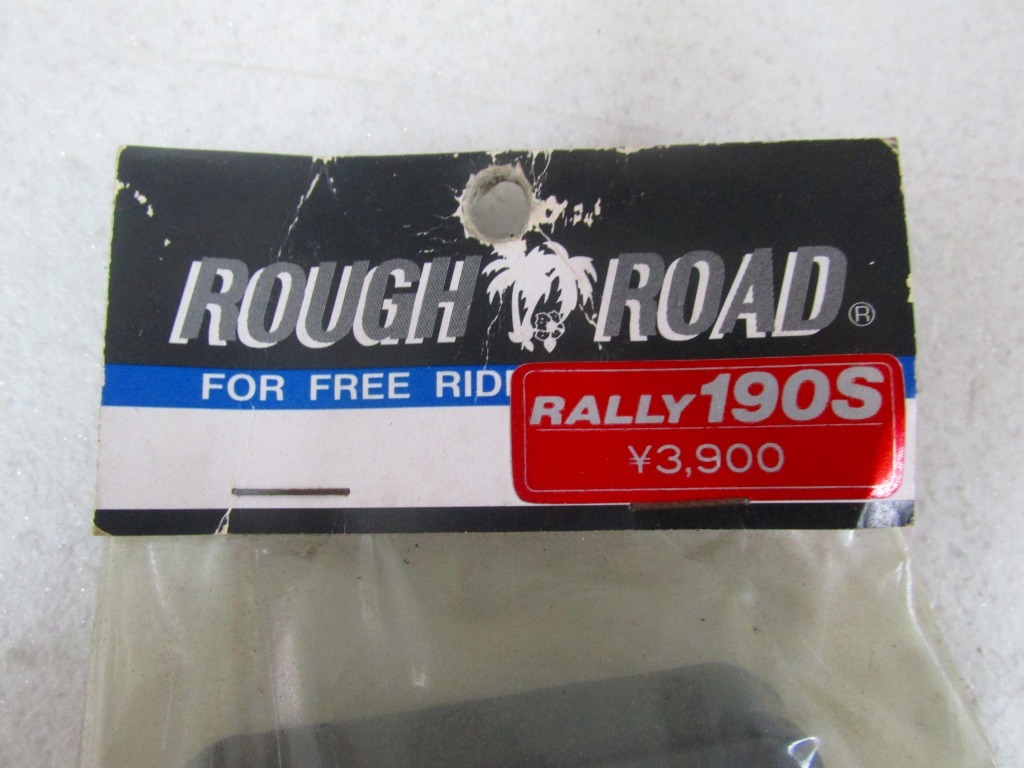 ROUGH ROAD®
FOR FREE RID
RALLY 190S
¥3,900